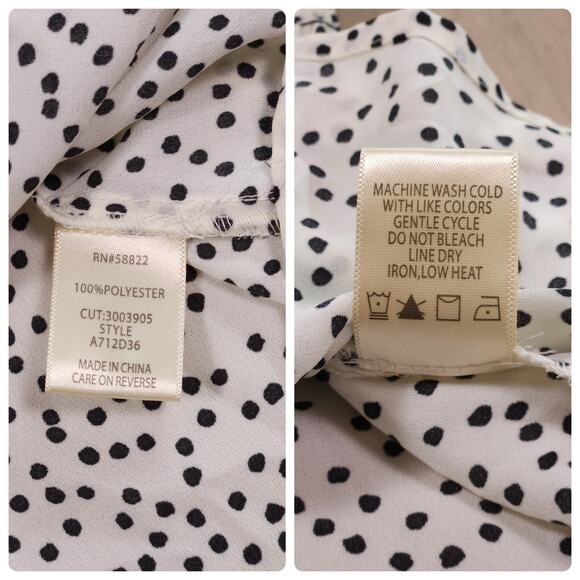 RN#58822
100%POLYESTER
CUT:3003905
STYLE
A712D36
MADE IN CHINA
CARE ON REVERSE
MACHINE WASH COLD
WITH LIKE COLORS
GENTLE CYCLE
DO NOT BLEACH
LINE DRY
IRON,LOW HEAT